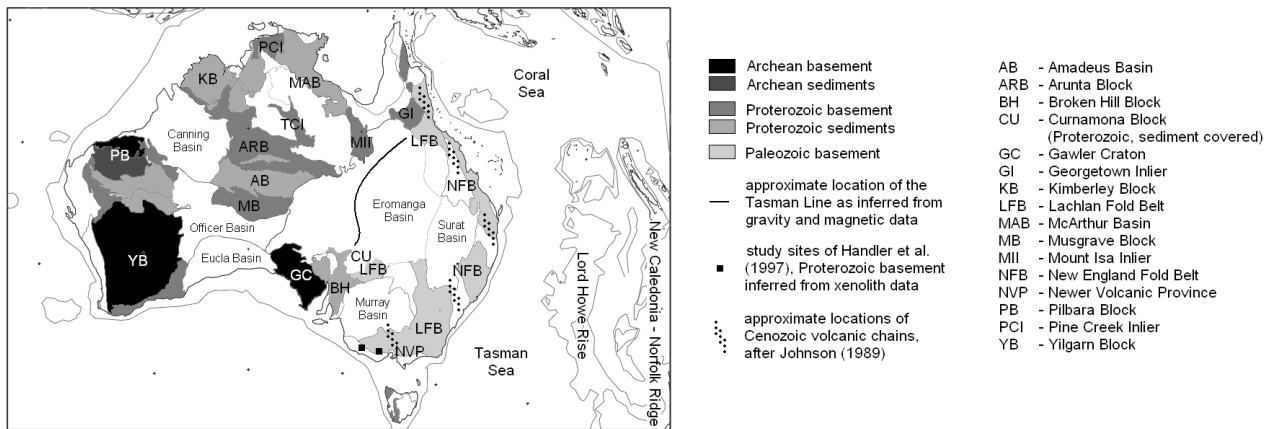 PCI
Coral
Sea
KB
MAB
GI
TCI
Canning
Basin
LFB
PB
ARB
MII
AB
NFB
MB
Eromanga
Basin
Officer Basin
Surat
Basin
Eucla Basin
YB
CU
GC
LFB
NFB
BH
Murray
Basin
LFB
NVP
Tasman
Sea
Lord Howe Rise
New Caledonia - Norfolk Ridge
Archean basement
Archean sediments
Proterozoic basement
Proterozoic sediments
Paleozoic basement
approximate location of the
Tasman Line as inferred from
gravity and magnetic data
study sites of Handler et al.
(1997), Proterozoic basement
inferred from xenolith data
approximate locations of
Cenozoic volcanic chains,
after Johnson (1989)
AB - Amadeus Basin
ARB - Arunta Block
BH - Broken Hill Block
CU - Curnamona Block
(Proterozoic, sediment covered)
GC - Gawler Craton
GI - Georgetown Inlier
KB - Kimberley Block
LFB - Lachlan Fold Belt
MAB - McArthur Basin
MB - Musgrave Block
MII - Mount Isa Inlier
NFB - New England Fold Belt
NVP - Newer Volcanic Province
PB - Pilbara Block
PCI - Pine Creek Inlier
YB - Yilgarn Block